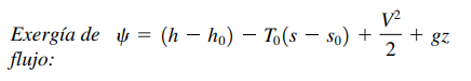 Exergía de ψ = (h − h₀) − T₀(s − s₀) + V²/2 + gz
flujo: